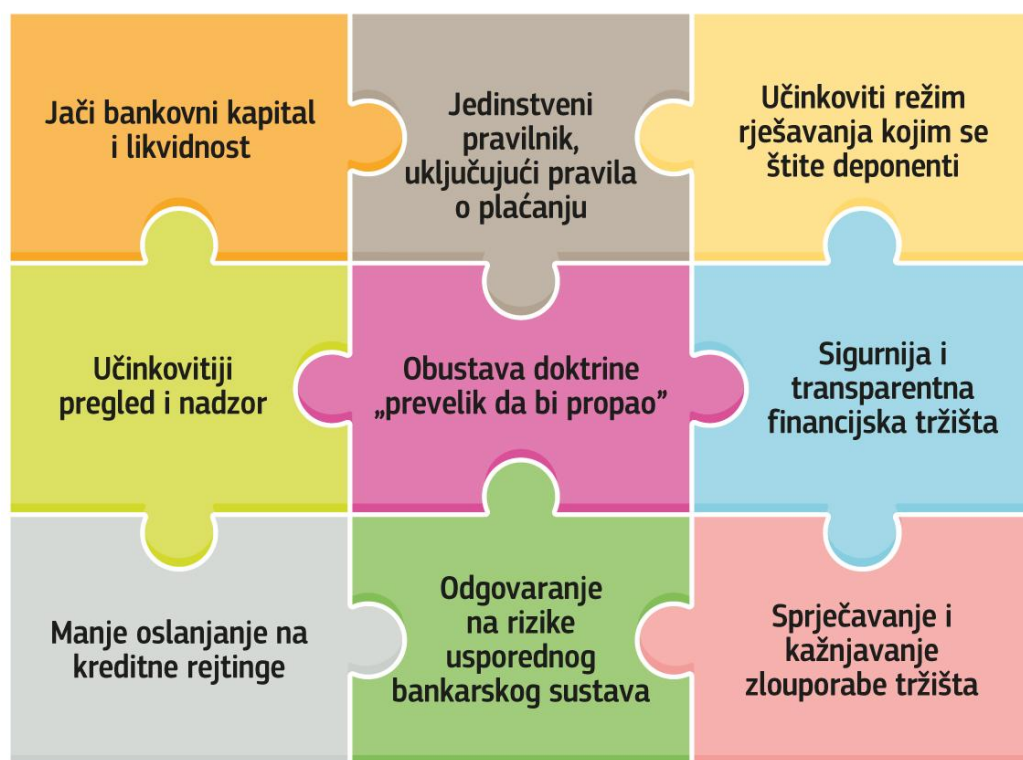 Jači bankovni kapital
i likvidnost
Jedinstveni
pravilnik,
uključujući pravila
o plaćanju
Učinkoviti režim
rješavanja kojim se
štite deponenti
Učinkovitiji
pregled i nadzor
Obustava doktrine
„prevelik da bi propao”
Sigurnija i
transparentna
financijska tržišta
Manje oslanjanje na
kreditne rejtinge
Odgovaranje
na rizike
usporednog
bankarskog sustava
Sprječavanje i
kažnjavanje
zlouporabe tržišta